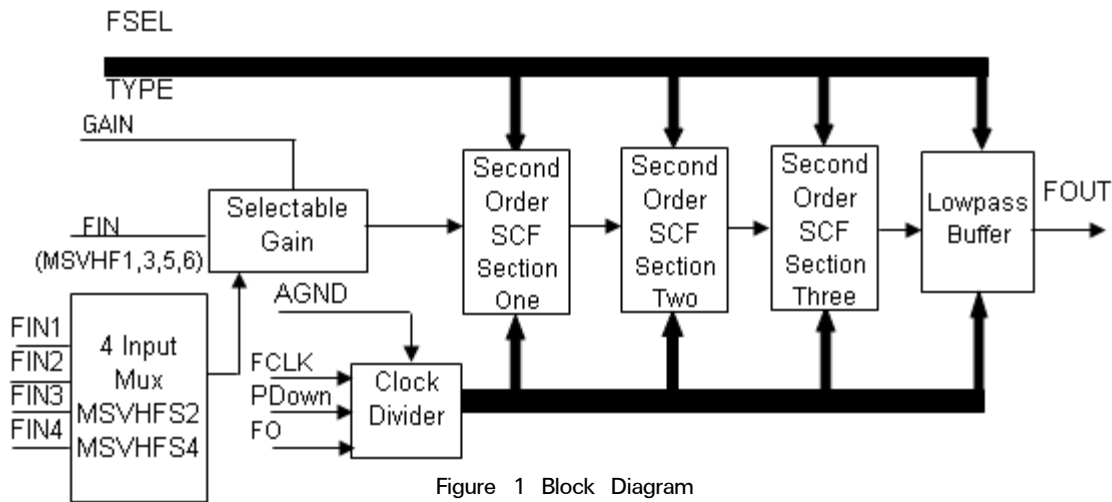 FSEL
TYPE
GAIN
FIN
(MSVHF1,3,5,6)
Selectable
Gain
Second
Order
SCF
Section
One
Second
Order
SCF
Section
Two
Second
Order
SCF
Section
Three
Lowpass
Buffer
FOUT
FIN1
FIN2
FIN3
FIN4
4 Input
Mux
MSVHFS2
MSVHFS4
AGND
FCLK
PDown
FO
Clock
Divider
Figure 1 Block Diagram